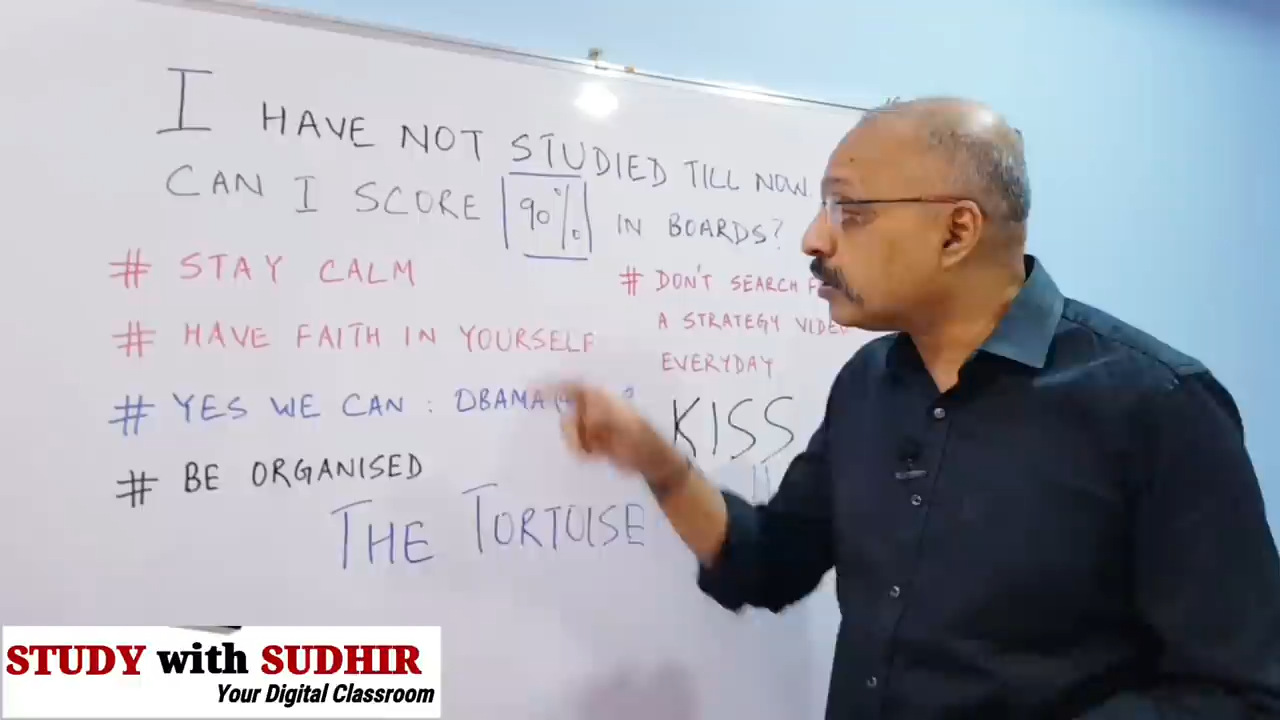 I HAVE NOT STUDIED TILL NOW.
CAN I SCORE 90% IN BOARDS?
# STAY CALM
# HAVE FAITH IN YOURSELF
# YES WE CAN : OBAMA
# BE ORGANISED
THE TORTOISE
# DON'T SEARCH
A STRATEGY VIDEO
EVERYDAY
KISS
STUDY with SUDHIR
Your Digital Classroom